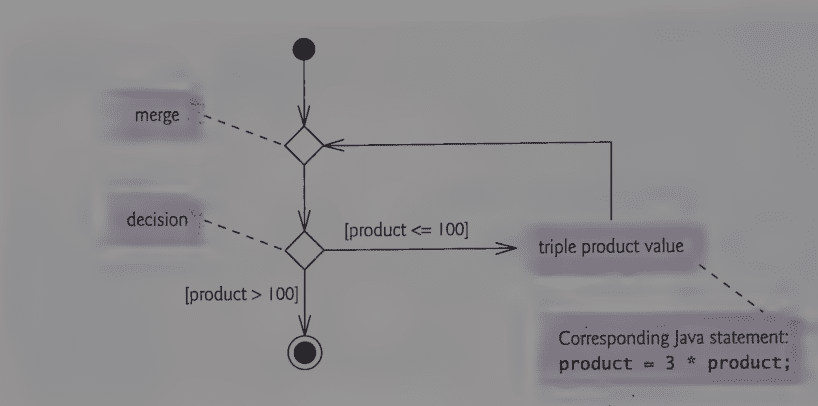 merge
decision
[product <= 100]
triple product value
[product > 100]
Corresponding Java statement:
product = 3 * product;